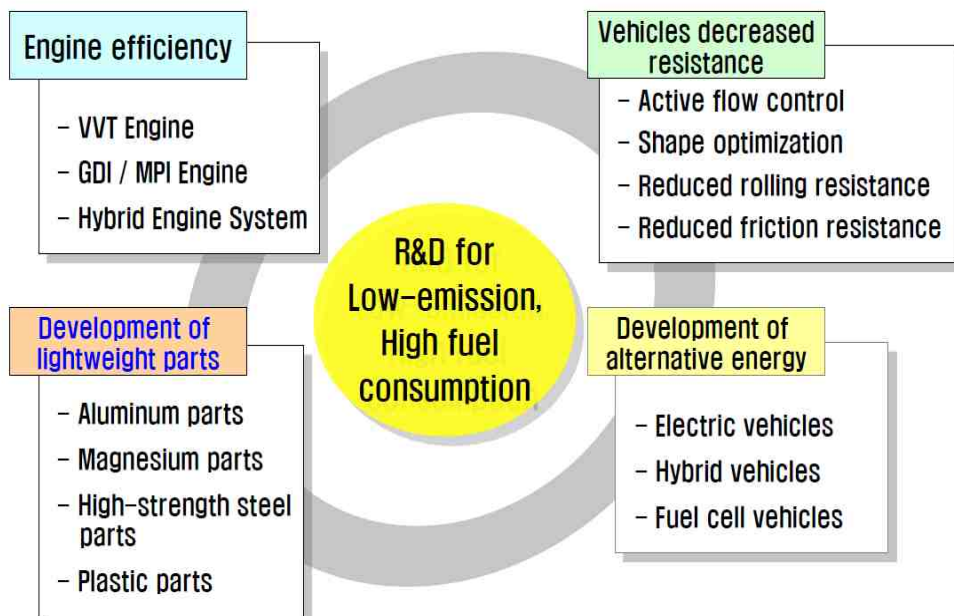 Engine efficiency
- VVT Engine
- GDI / MPI Engine
- Hybrid Engine System
Vehicles decreased
resistance
- Active flow control
- Shape optimization
- Reduced rolling resistance
- Reduced friction resistance
R&D for
Low-emission,
High fuel
consumption
Development of
lightweight parts
- Aluminum parts
- Magnesium parts
- High-strength steel
parts
- Plastic parts
Development of
alternative energy
- Electric vehicles
- Hybrid vehicles
- Fuel cell vehicles